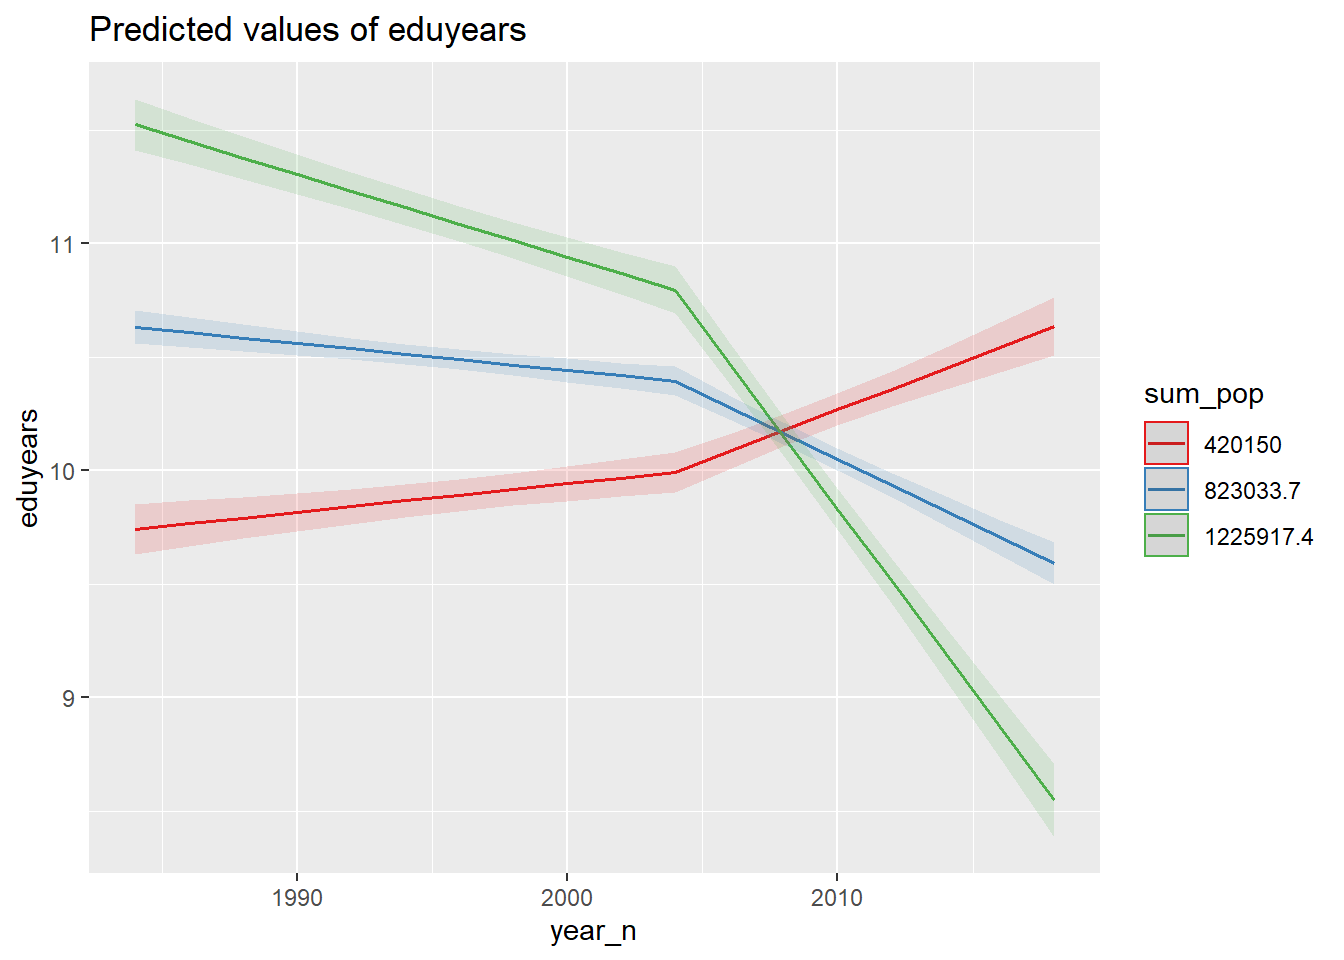 Predicted values of eduyears
11
10
9
eduyears
1990
2000
2010
year_n
sum_pop
420150
823033.7
1225917.4